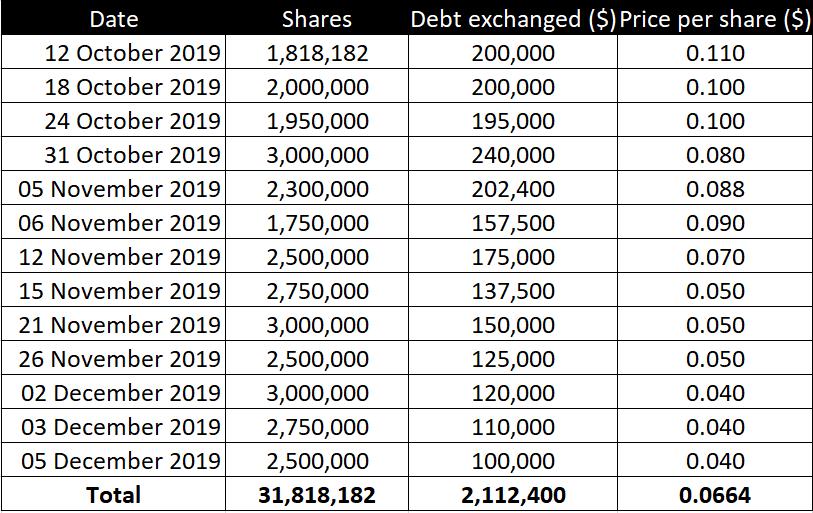 Date Shares Debt exchanged ($) Price per share ($)
12 October 2019 1,818,182 200,000 0.110
18 October 2019 2,000,000 200,000 0.100
24 October 2019 1,950,000 195,000 0.100
31 October 2019 3,000,000 240,000 0.080
05 November 2019 2,300,000 202,400 0.088
06 November 2019 1,750,000 157,500 0.090
12 November 2019 2,500,000 175,000 0.070
15 November 2019 2,750,000 137,500 0.050
21 November 2019 3,000,000 150,000 0.050
26 November 2019 2,500,000 125,000 0.050
02 December 2019 3,000,000 120,000 0.040
03 December 2019 2,750,000 110,000 0.040
05 December 2019 2,500,000 100,000 0.040
Total 31,818,182 2,112,400 0.0664